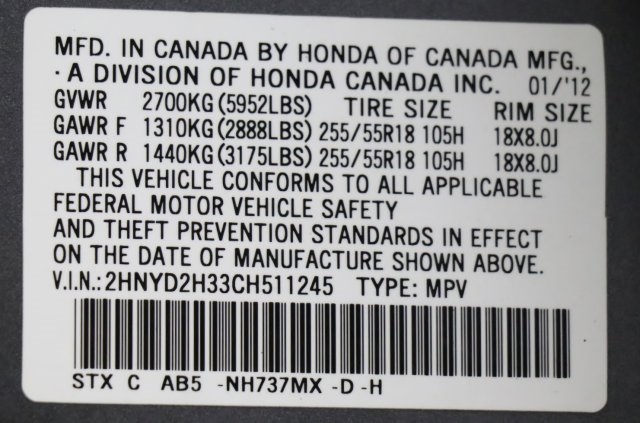 MFD. IN CANADA BY HONDA OF CANADA MFG.,
· A DIVISION OF HONDA CANADA INC. 01/'12
GVWR 2700KG (5952LBS) TIRE SIZE RIM SIZE
GAWR F 1310KG (2888LBS) 255/55R18 105H 18X8.0J
GAWR R 1440KG (3175LBS) 255/55R18 105H 18X8.0J
THIS VEHICLE CONFORMS TO ALL APPLICABLE
FEDERAL MOTOR VEHICLE SAFETY
AND THEFT PREVENTION STANDARDS IN EFFECT
ON THE DATE OF MANUFACTURE SHOWN ABOVE.
V.I.N.: 2HNYD2H33CH511245 TYPE: MPV
STX C AB5 -NH737MX -D -H